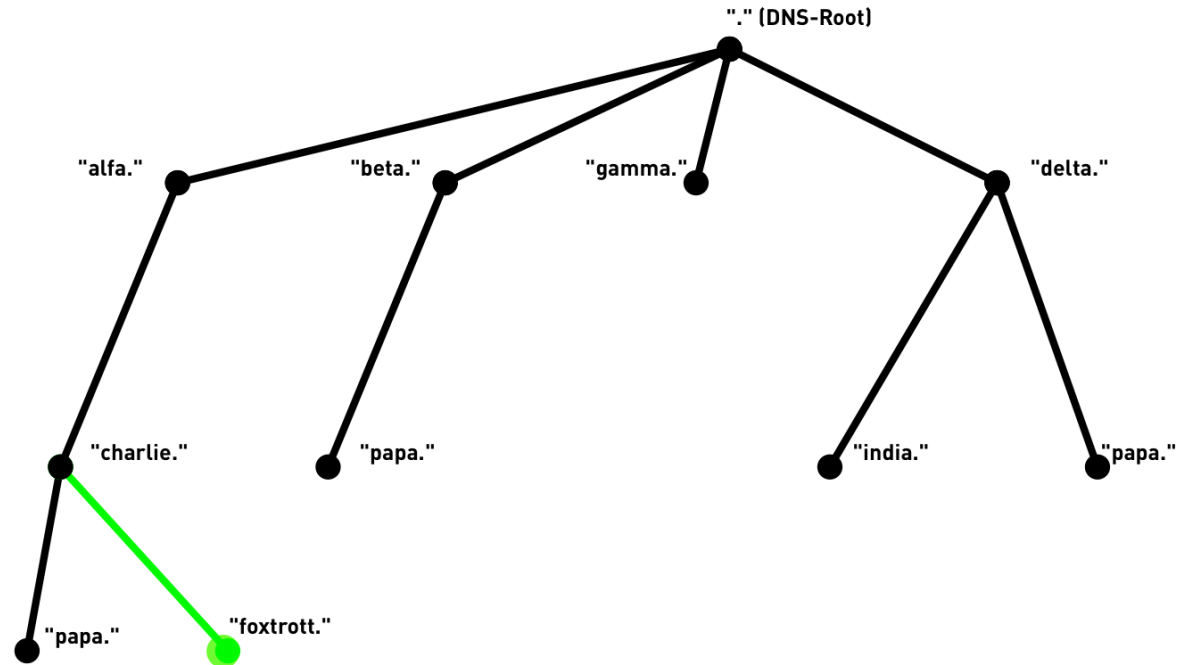 "." (DNS-Root)
"alfa."
"beta."
"gamma."
"delta."
"charlie."
"papa."
"india."
"papa."
"papa."
"foxtrott."